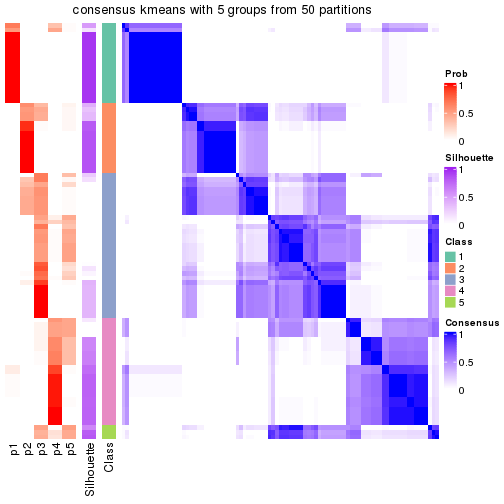 consensus kmeans with 5 groups from 50 partitions
Prob
1
0.5
0
Silhouette
1
0.5
0
Class
1
2
3
4
5
Consensus
1
0.5
0
p1
p2
p3
p4
p5
Silhouette
Class